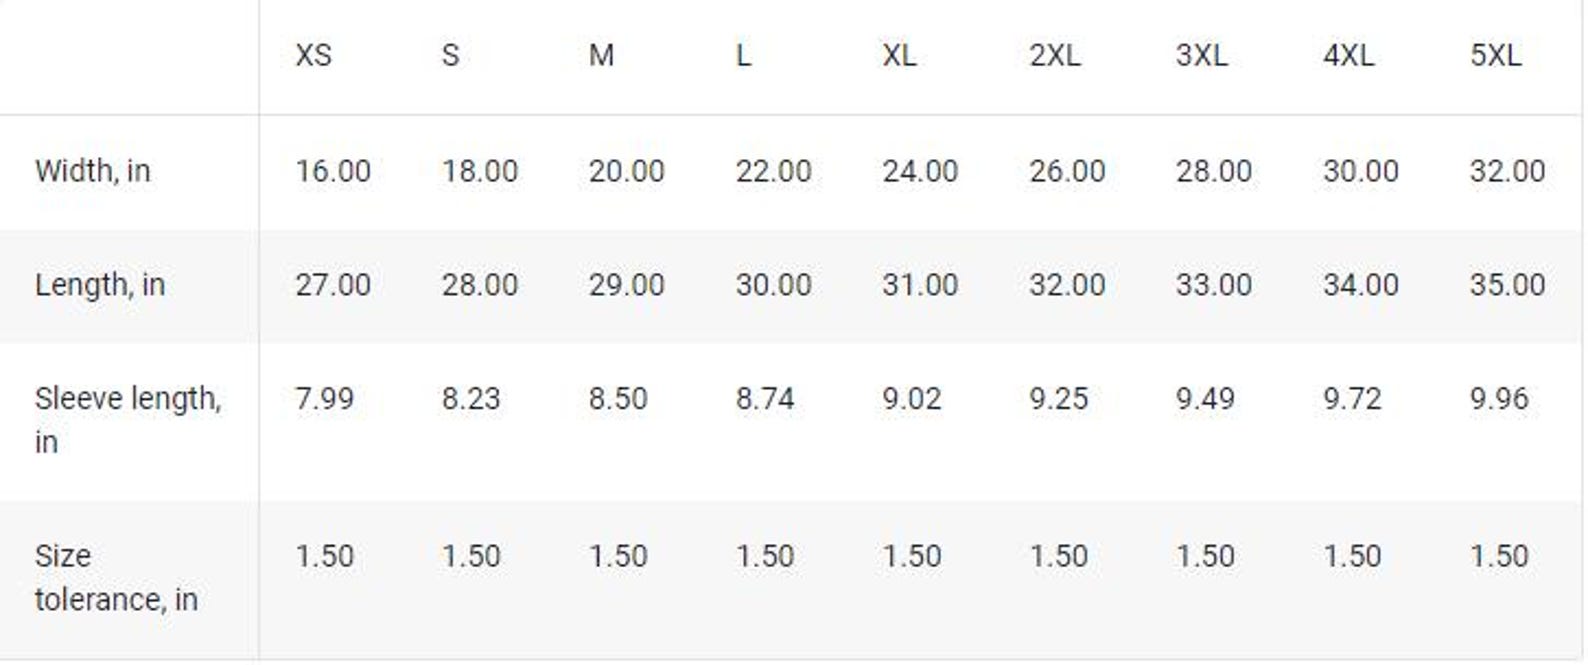 XS S M L XL 2XL 3XL 4XL 5XL
Width, in 16.00 18.00 20.00 22.00 24.00 26.00 28.00 30.00 32.00
Length, in 27.00 28.00 29.00 30.00 31.00 32.00 33.00 34.00 35.00
Sleeve length, 7.99 8.23 8.50 8.74 9.02 9.25 9.49 9.72 9.96
in
Size 1.50 1.50 1.50 1.50 1.50 1.50 1.50 1.50 1.50
tolerance, in